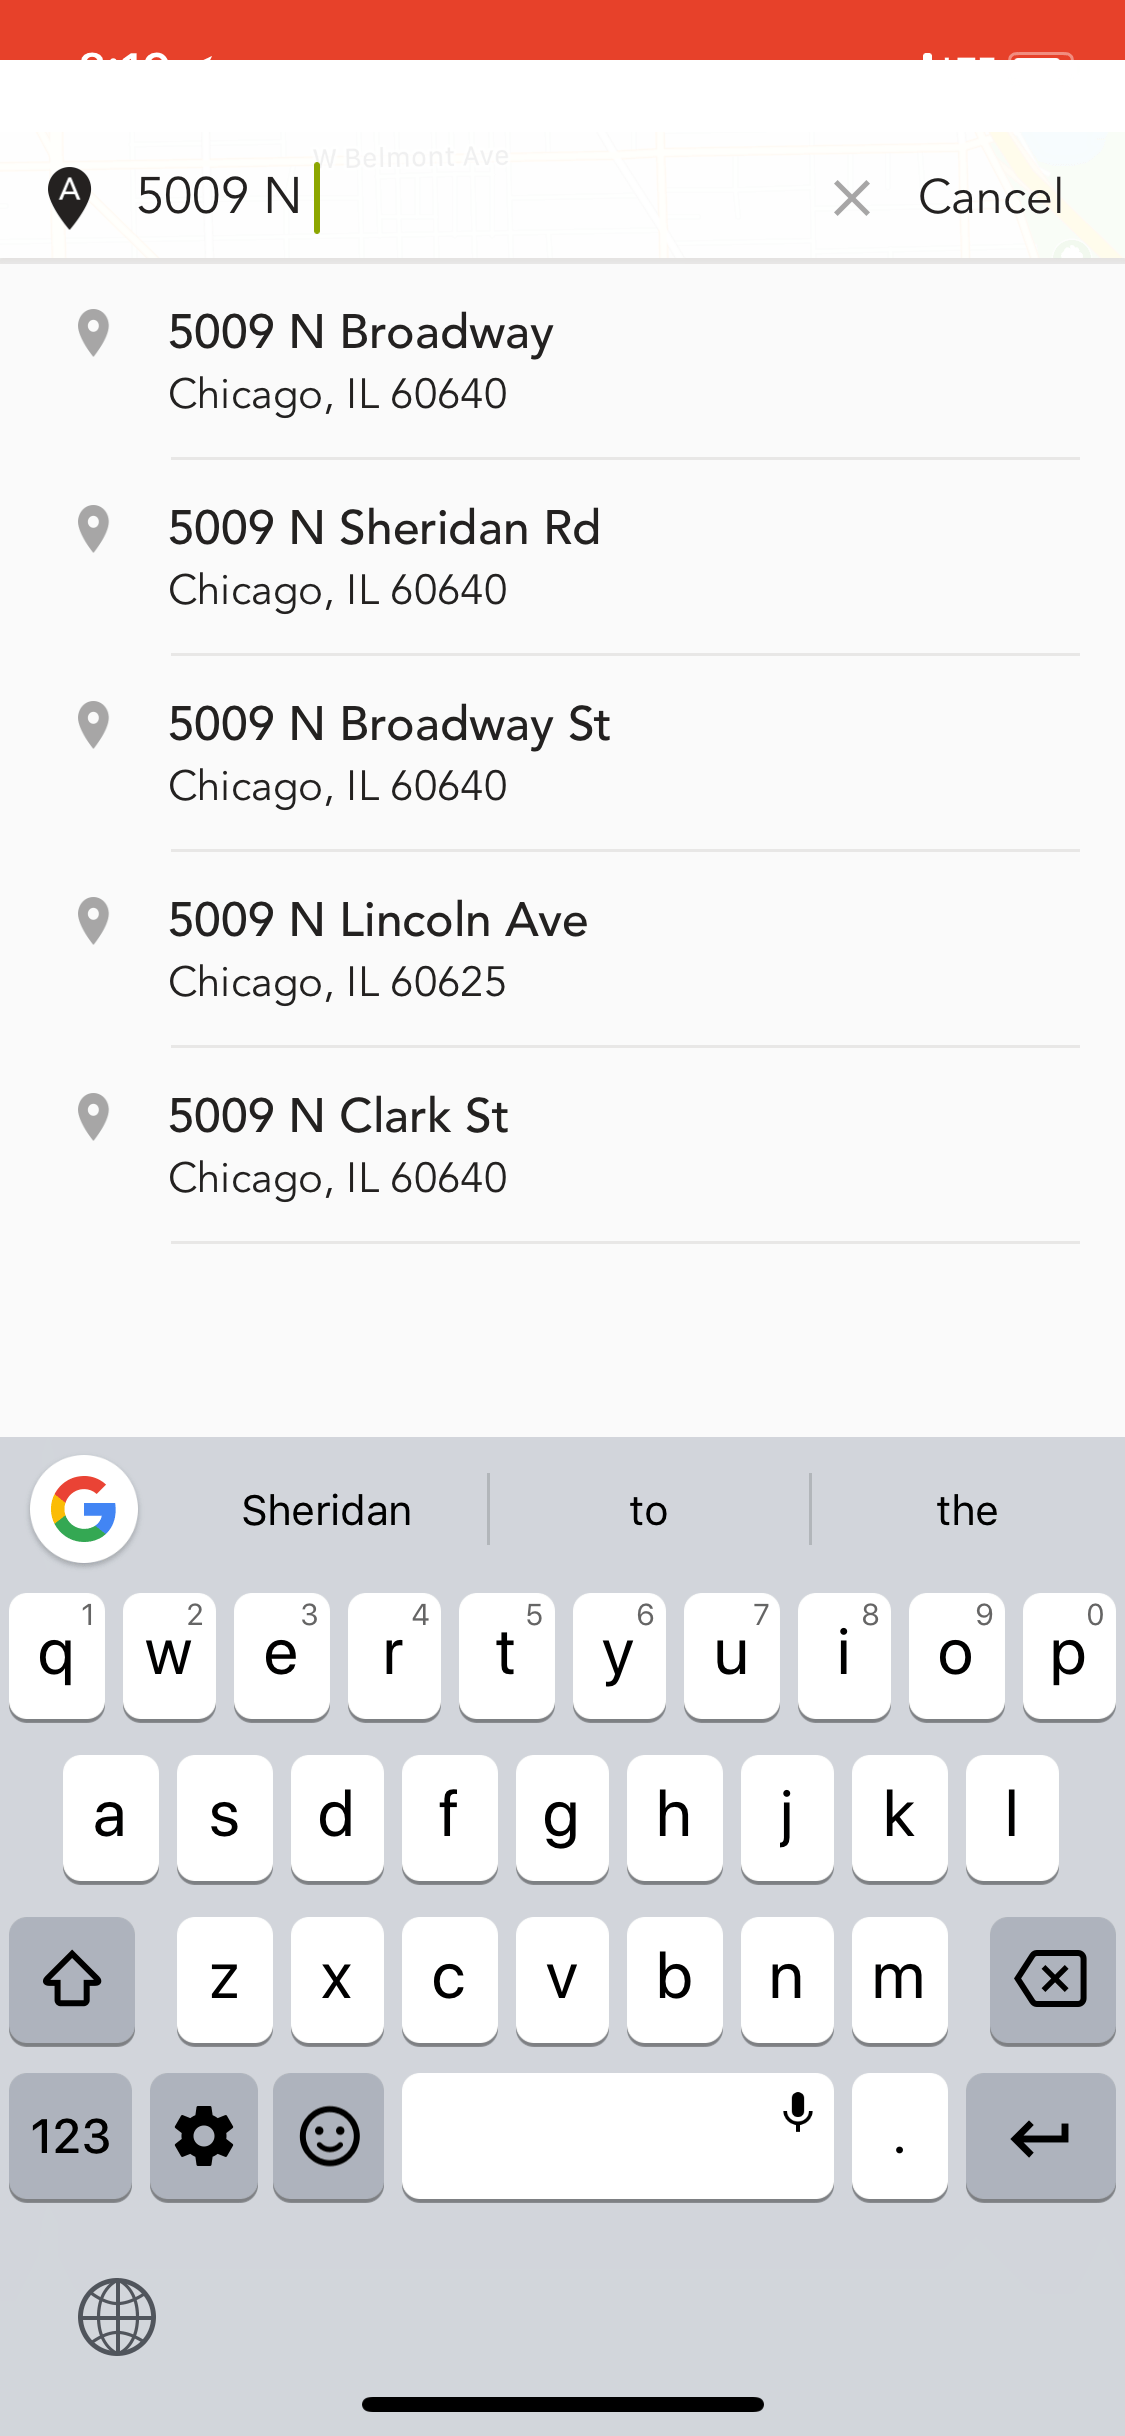 W Belmont Ave
A 5009 N Cancel
5009 N Broadway
Chicago, IL 60640
5009 N Sheridan Rd
Chicago, IL 60640
5009 N Broadway St
Chicago, IL 60640
5009 N Lincoln Ave
Chicago, IL 60625
5009 N Clark St
Chicago, IL 60640
G Sheridan to the
1 2 3 4 5 6 7 8 9 0
q w e r t y u i o p
a s d f g h j k l
z x c v b n m
123 .